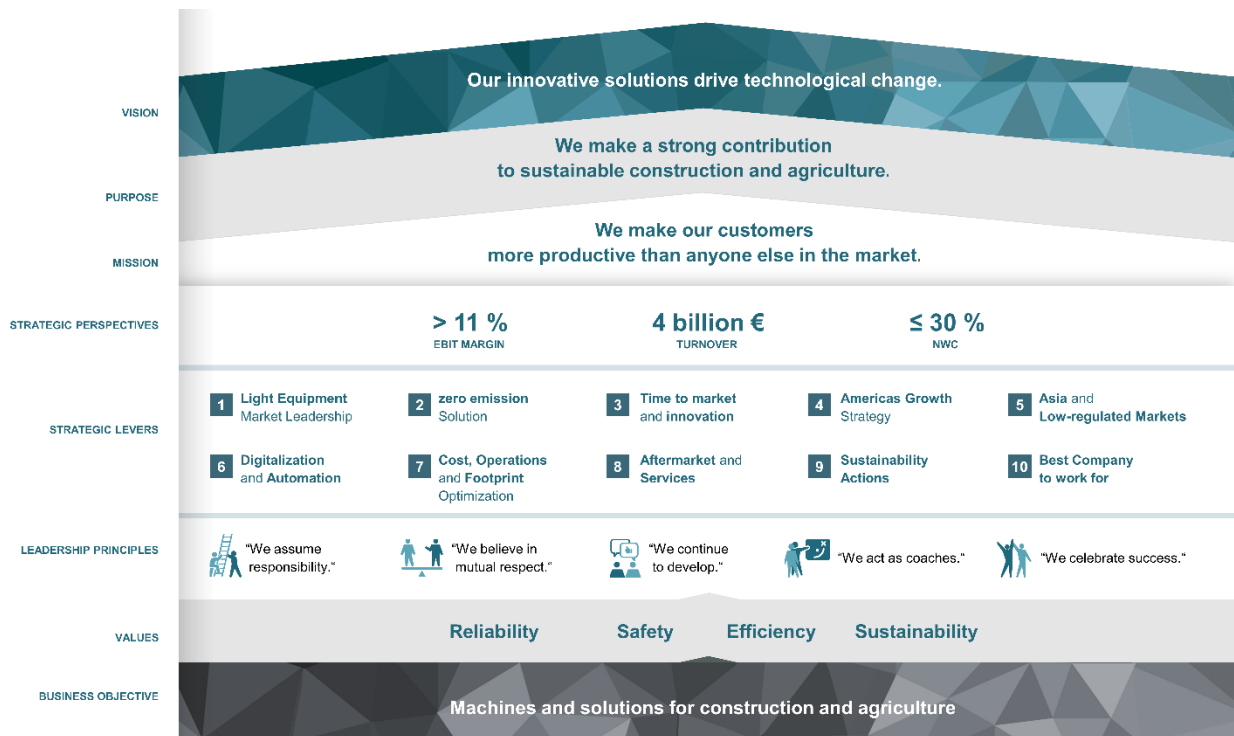 Our innovative solutions drive technological change.
VISION
We make a strong contribution
to sustainable construction and agriculture.
PURPOSE
We make our customers
more productive than anyone else in the market.
MISSION
STRATEGIC PERSPECTIVES
> 11 %
EBIT MARGIN
4 billion €
TURNOVER
≤ 30 %
NWC
STRATEGIC LEVERS
1 Light Equipment
Market Leadership
2 zero emission
Solution
3 Time to market
and innovation
4 Americas Growth
Strategy
5 Asia and
Low-regulated Markets
6 Digitalization
and Automation
7 Cost, Operations
and Footprint
Optimization
8 Aftermarket and
Services
9 Sustainability
Actions
10 Best Company
to work for
LEADERSHIP PRINCIPLES
"We assume
responsibility."
"We believe in
mutual respect."
"We continue
to develop."
"We act as coaches."
"We celebrate success."
VALUES
Reliability
Safety
Efficiency
Sustainability
BUSINESS OBJECTIVE
Machines and solutions for construction and agriculture